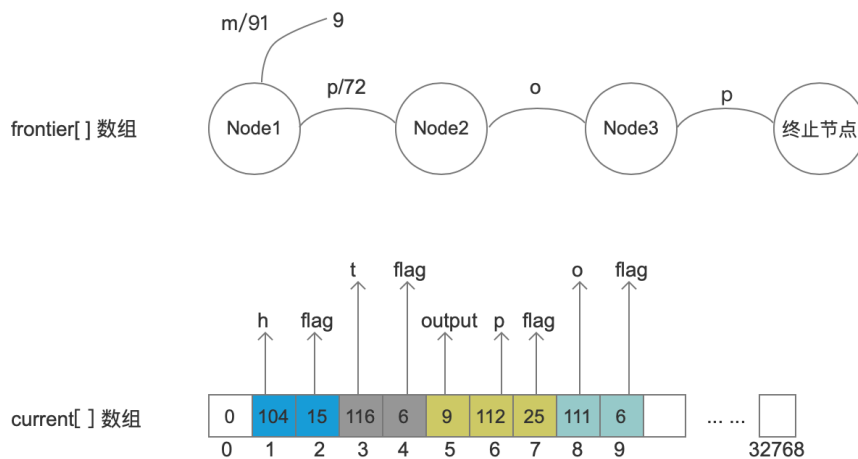 m/91
9
p/72
o
p
frontier[ ] 数组
Node1
Node2
Node3
终止节点
t
flag
o
flag
h
flag
output
p
flag
current[ ] 数组
0 104 15 116 6 9 112 25 111 6 ... ...
0 1 2 3 4 5 6 7 8 9 32768